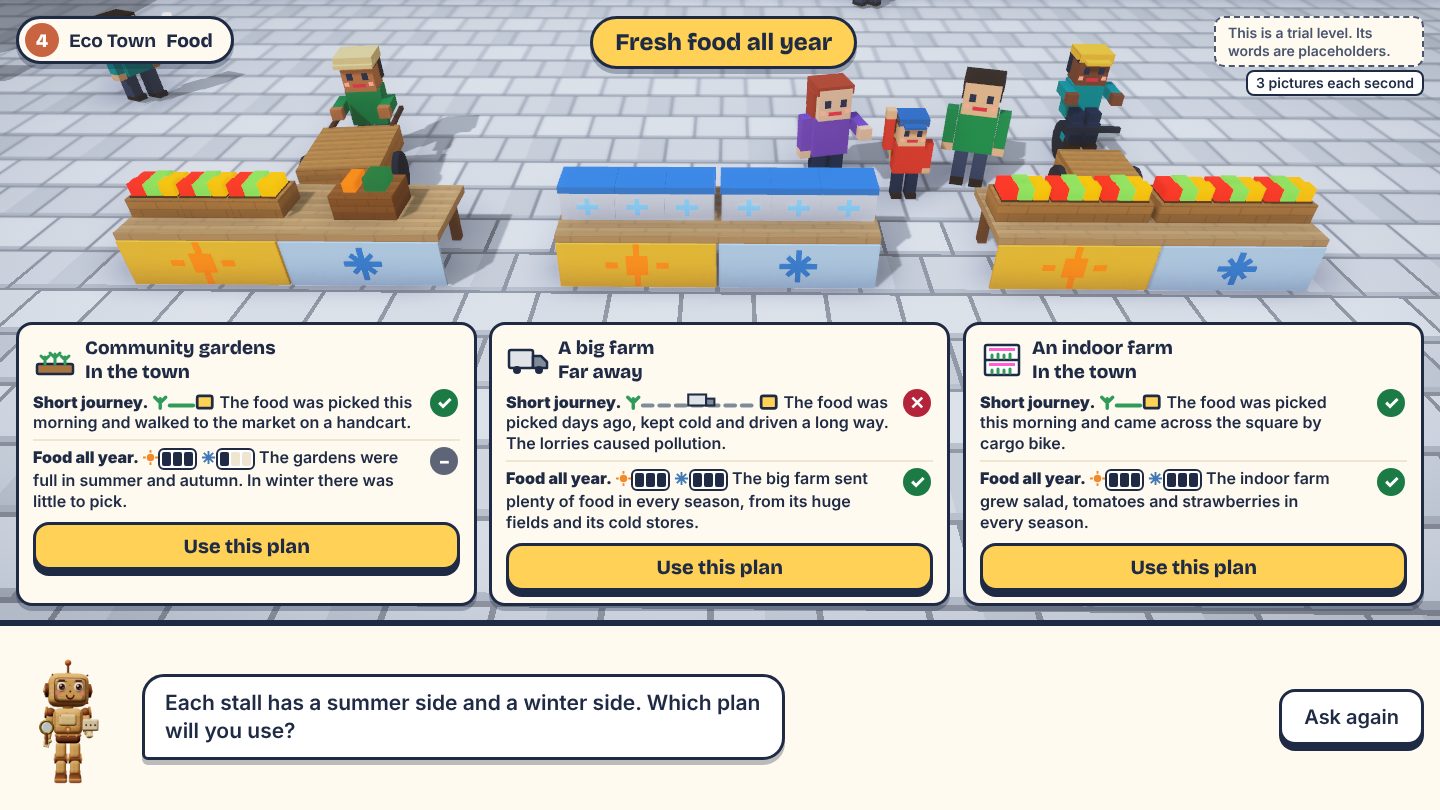 4 Eco Town Food
Fresh food all year
This is a trial level. Its
words are placeholders.
3 pictures each second
Community gardens
In the town
Short journey. The food was picked this
morning and walked to the market on a handcart.
Food all year. The gardens were
full in summer and autumn. In winter there was
little to pick.
Use this plan
A big farm
Far away
Short journey. The food was
picked days ago, kept cold and driven a long way.
The lorries caused pollution.
Food all year. The big farm sent
plenty of food in every season, from its huge
fields and its cold stores.
Use this plan
An indoor farm
In the town
Short journey. The food was picked
this morning and came across the square by
cargo bike.
Food all year. The indoor farm
grew salad, tomatoes and strawberries in
every season.
Use this plan
Each stall has a summer side and a winter side. Which plan
will you use?
Ask again